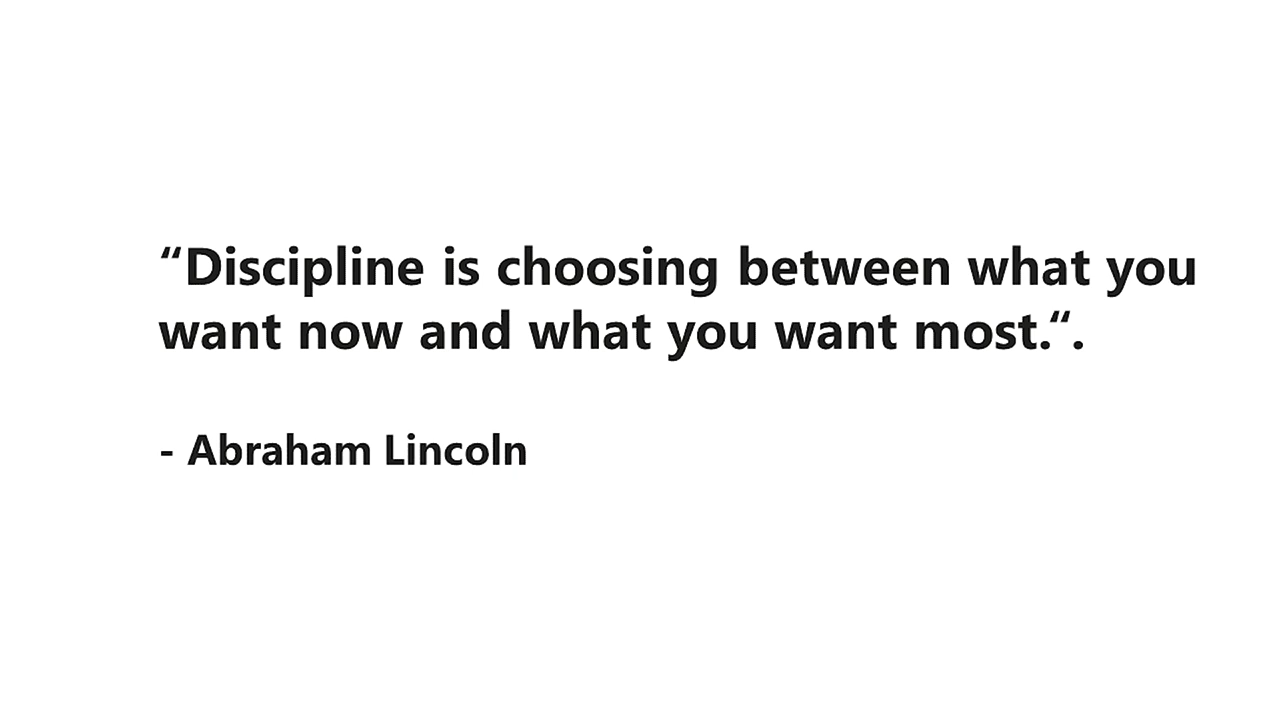 “Discipline is choosing between what you
want now and what you want most.“.
- Abraham Lincoln